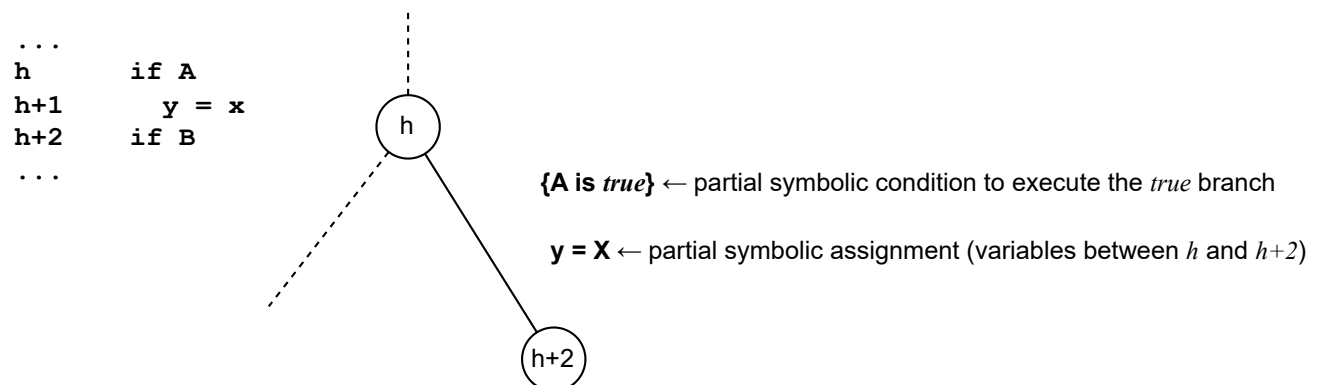 ...
h if A
h+1 y = x
h+2 if B
...
h
{A is true} ← partial symbolic condition to execute the true branch
y = X ← partial symbolic assignment (variables between h and h+2)
h+2